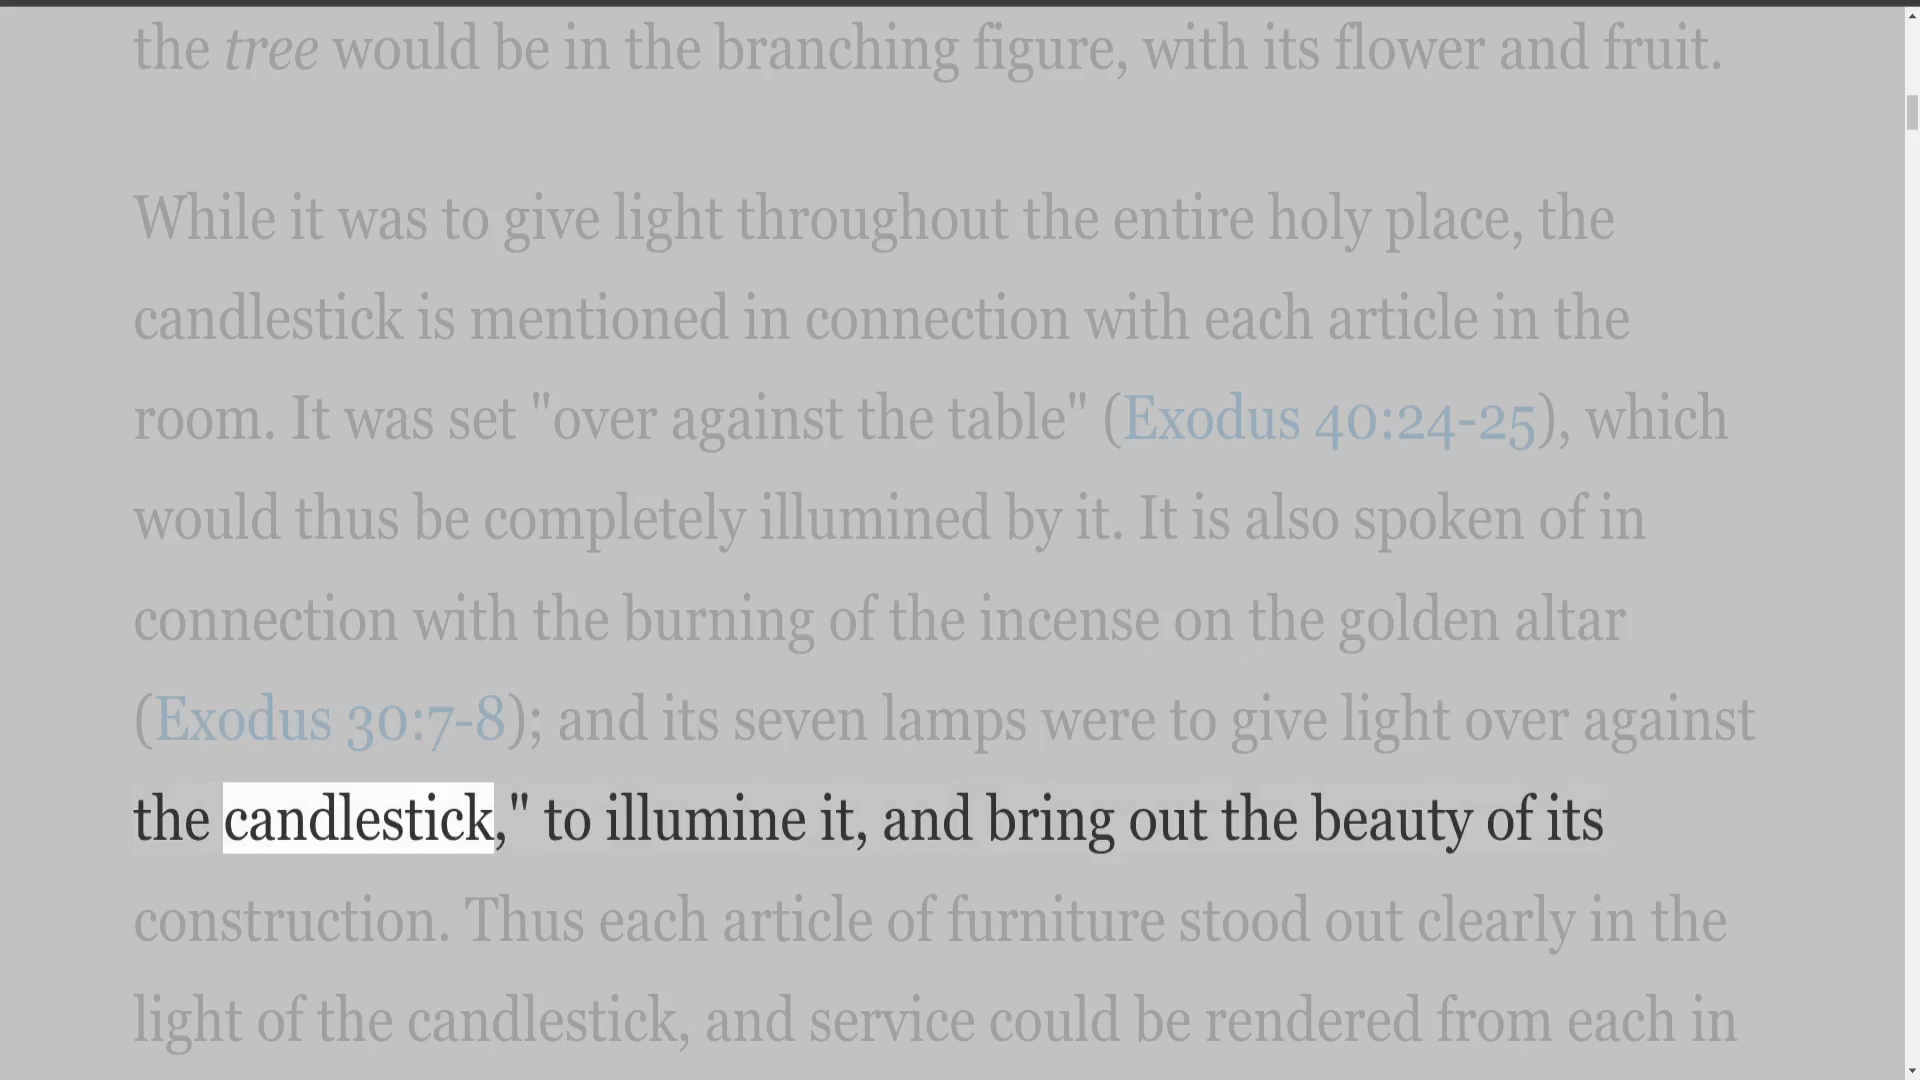 the tree would be in the branching figure, with its flower and fruit.
While it was to give light throughout the entire holy place, the
candlestick is mentioned in connection with each article in the
room. It was set "over against the table" (Exodus 40:24-25), which
would thus be completely illumined by it. It is also spoken of in
connection with the burning of the incense on the golden altar
(Exodus 30:7-8); and its seven lamps were to give light over against
the candlestick," to illumine it, and bring out the beauty of its
construction. Thus each article of furniture stood out clearly in the
light of the candlestick, and service could be rendered from each in